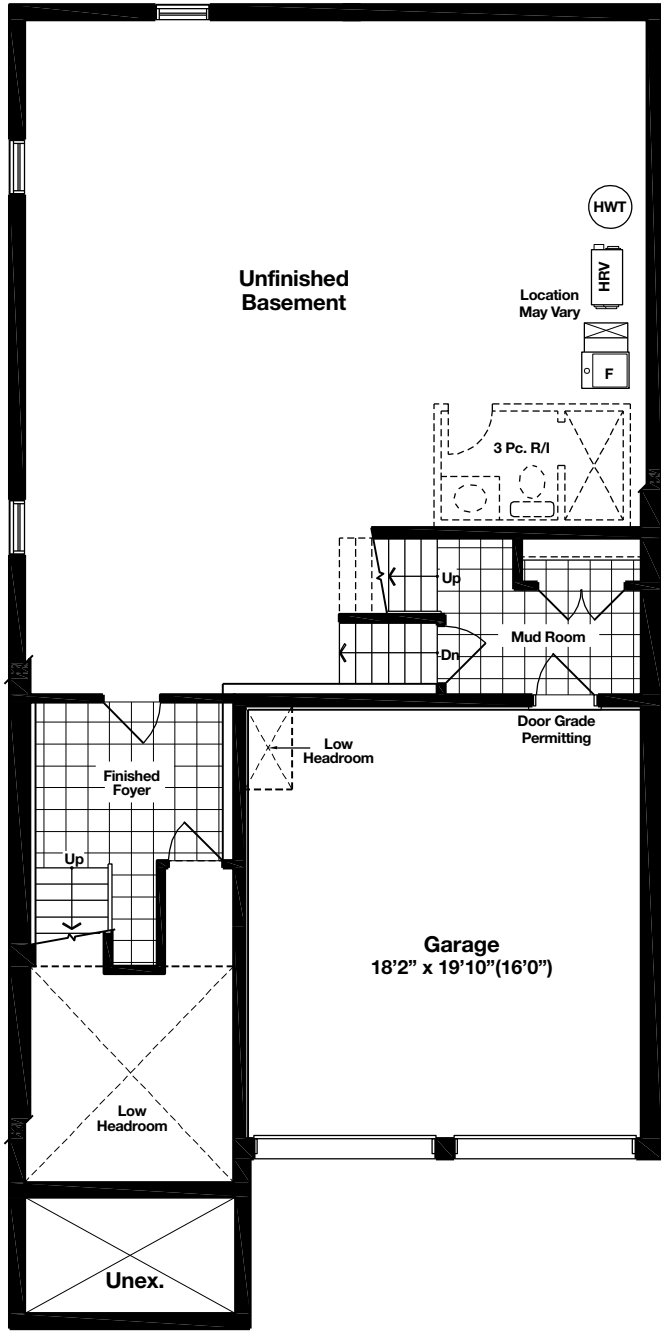 HWT
HRV
Unfinished
Basement
Location
May Vary
F
3 Pc. R/I
Up
Mud Room
Dn
Door Grade
Permitting
Low
Headroom
Finished
Foyer
Up
Garage
18’2” x 19’10”(16’0”)
Low
Headroom
Unex.